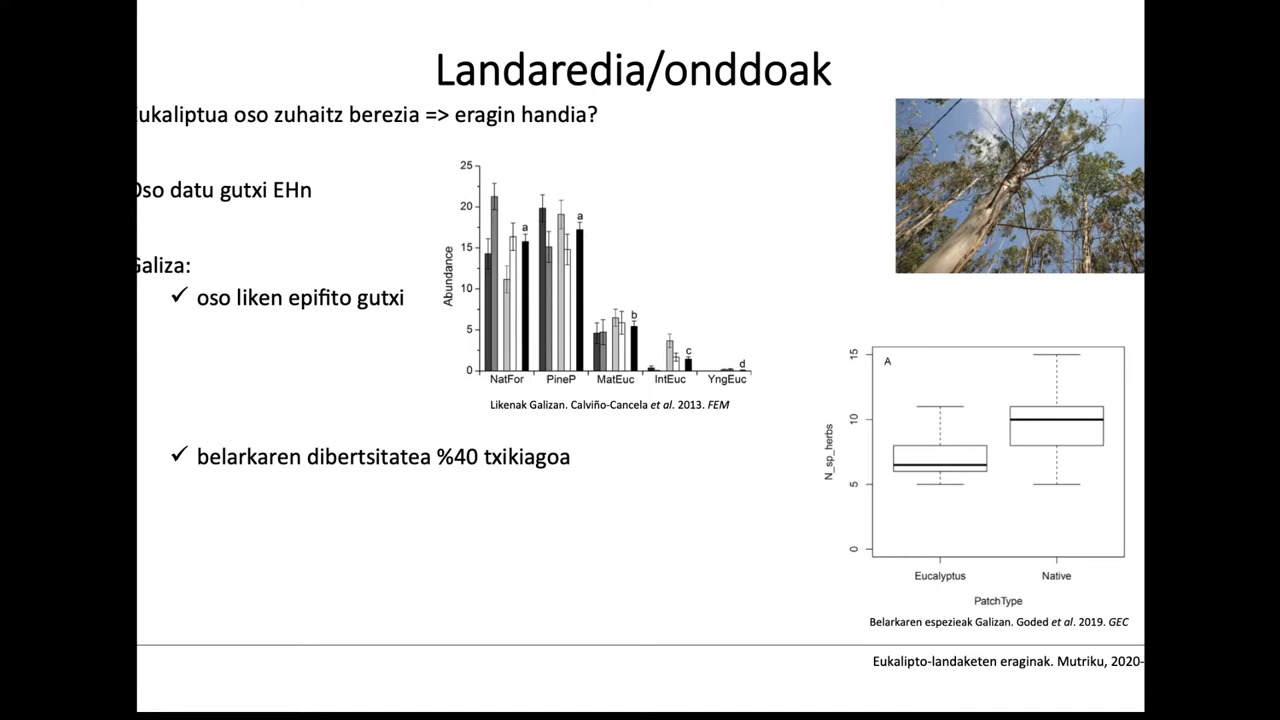 Landaredia/onddoak
Eukaliptua oso zuhaitz berezia => eragin handia?
Oso datu gutxi EHn
Galiza:
✓ oso liken epifito gutxi
25
20
15
10
5
0
Abundance
a
a
b
c
d
NatFor PineP MatEuc IntEuc YngEuc
Likenak Galizan. Calviño-Cancela et al. 2013. FEM
✓ belarkaren dibertsitatea %40 txikiagoa
A
15
10
5
0
N_sp_herbs
Eucalyptus Native
PatchType
Belarkaren espezieak Galizan. Goded et al. 2019. GEC
Eukalipto-landaketen eraginak. Mutriku, 2020-